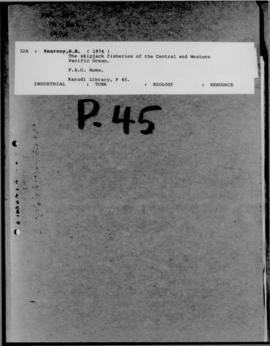 126 : Kearney,R.E. ( 1974 )
The skipjack fisheries of the Central and Western
Pacific Ocean.
F.A.O. Rome.
Kanudi Library, P 45.
INDUSTRIAL : TUNA : BIOLOGY : RESOURCE
P.45